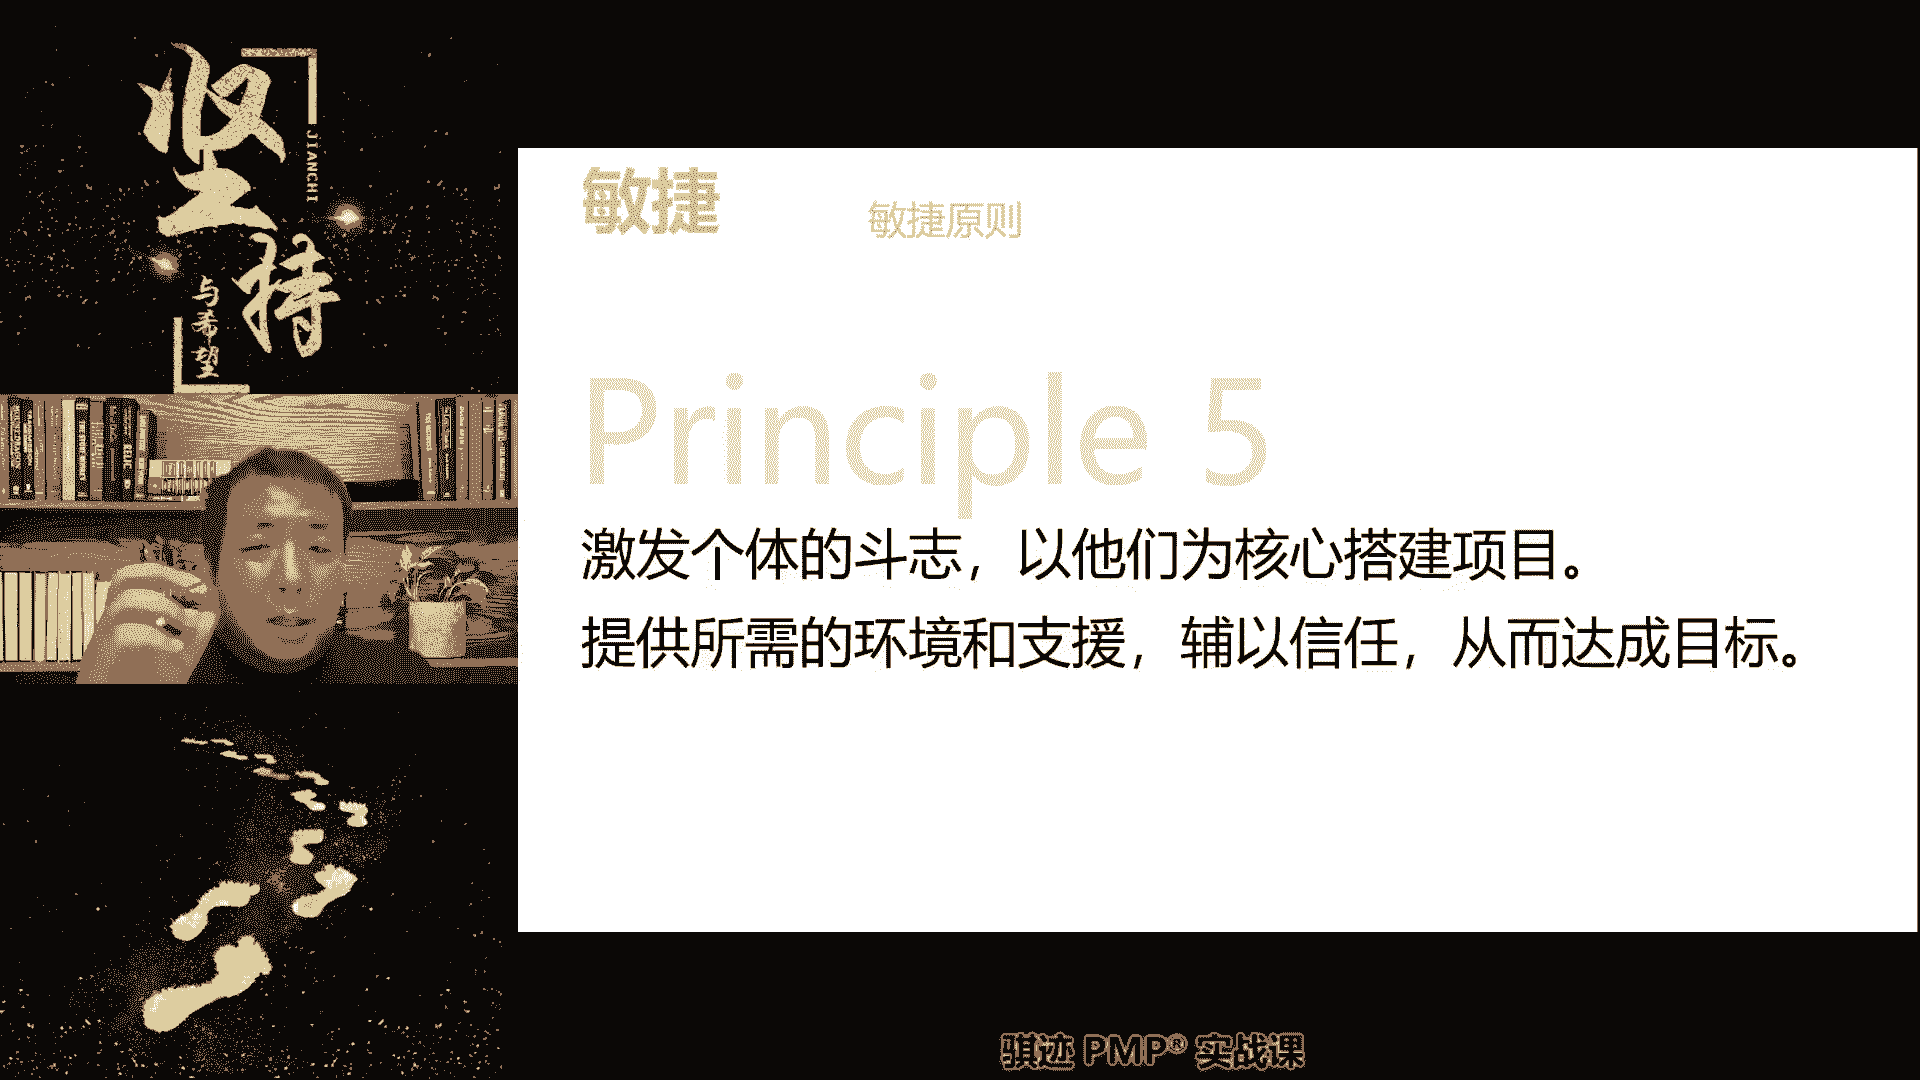 坚持
JIANCHI
与希望
敏捷
敏捷原则
Principle 5
激发个体的斗志，以他们为核心搭建项目。
提供所需的环境和支援，辅以信任，从而达成目标。
骐迹 PMP® 实战课